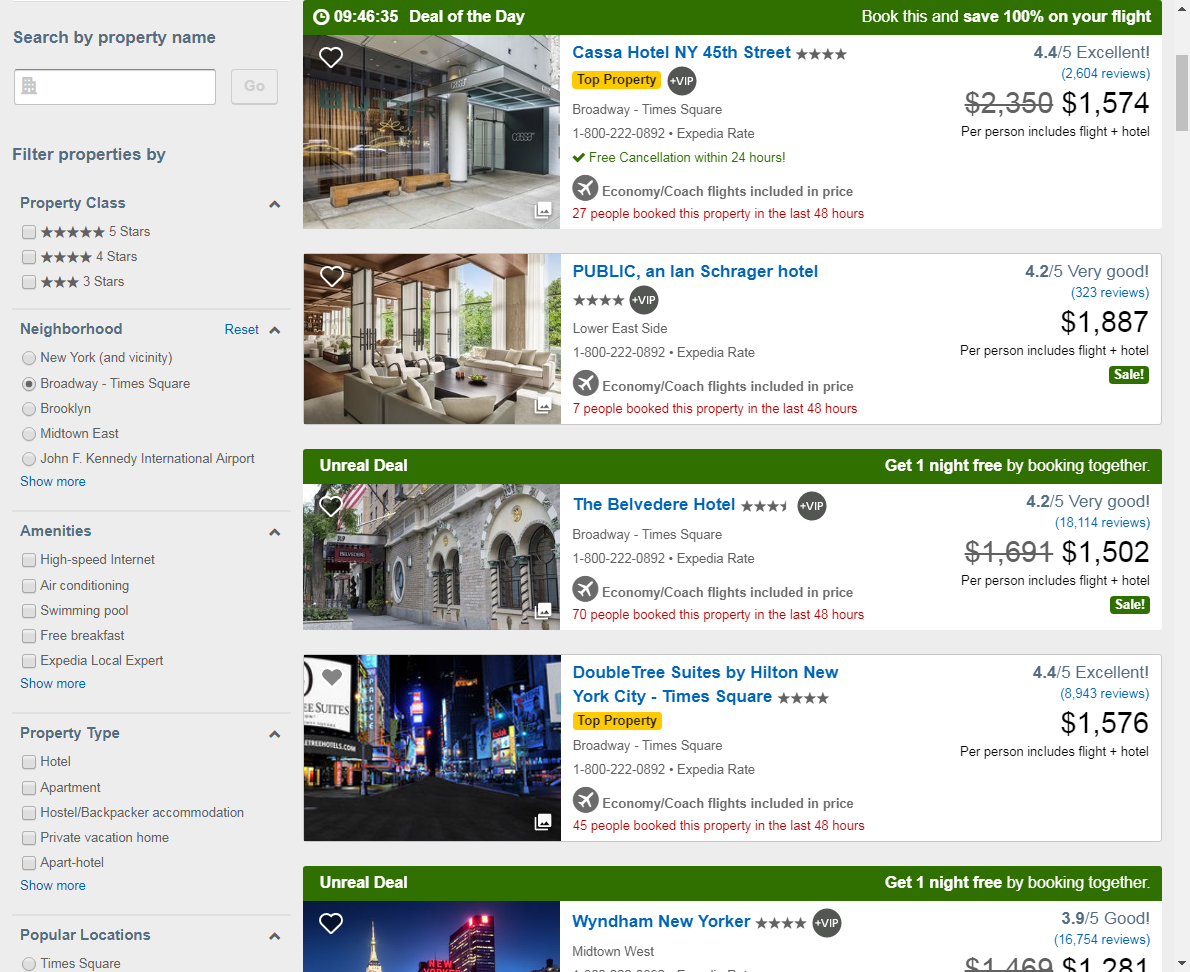 Search by property name
Go
Filter properties by
Property Class
5 Stars
4 Stars
3 Stars
Neighborhood Reset
New York (and vicinity)
Broadway - Times Square
Brooklyn
Midtown East
John F. Kennedy International Airport
Show more
Amenities
High-speed Internet
Air conditioning
Swimming pool
Free breakfast
Expedia Local Expert
Show more
Property Type
Hotel
Apartment
Hostel/Backpacker accommodation
Private vacation home
Apart-hotel
Show more
Popular Locations
Times Square
09:46:35 Deal of the Day Book this and save 100% on your flight
Cassa Hotel NY 45th Street
Top Property +VIP
Broadway - Times Square
1-800-222-0892 • Expedia Rate
Free Cancellation within 24 hours!
Economy/Coach flights included in price
27 people booked this property in the last 48 hours
4.4/5 Excellent!
(2,604 reviews)
$2,350 $1,574
Per person includes flight + hotel
PUBLIC, an Ian Schrager hotel
+VIP
Lower East Side
1-800-222-0892 • Expedia Rate
Economy/Coach flights included in price
7 people booked this property in the last 48 hours
4.2/5 Very good!
(323 reviews)
$1,887
Per person includes flight + hotel
Sale!
Unreal Deal Get 1 night free by booking together.
BELVEDERE
The Belvedere Hotel +VIP
Broadway - Times Square
1-800-222-0892 • Expedia Rate
Economy/Coach flights included in price
70 people booked this property in the last 48 hours
4.2/5 Very good!
(18,114 reviews)
$1,691 $1,502
Per person includes flight + hotel
Sale!
EE SUITES
ETREEHOTELS.COM
PALACE
Kodak
DoubleTree Suites by Hilton New
York City - Times Square
Top Property
Broadway - Times Square
1-800-222-0892 • Expedia Rate
Economy/Coach flights included in price
45 people booked this property in the last 48 hours
4.4/5 Excellent!
(8,943 reviews)
$1,576
Per person includes flight + hotel
Unreal Deal Get 1 night free by booking together.
NEW
Wyndham New Yorker +VIP
Midtown West
3.9/5 Good!
(16,754 reviews)
$1,469 $1,281